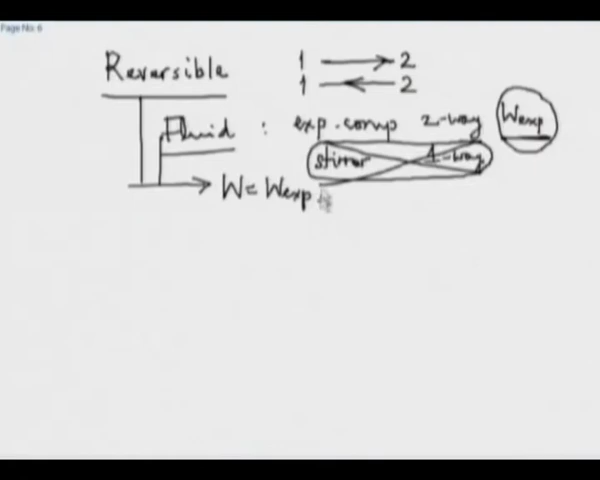 Page No: 6
Reversible 1 → 2
1 ← 2
Fluid : exp.comp 2-way Wexp
stirrer 1-way
W = Wexp.